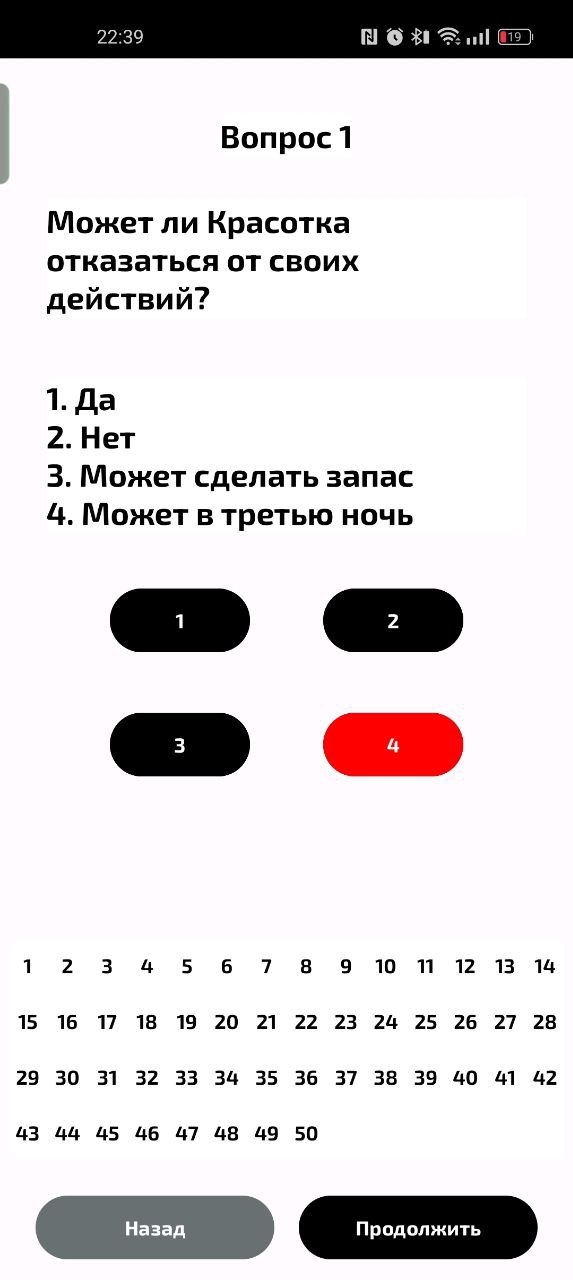 22:39
19
Вопрос 1
Может ли Красотка
отказаться от своих
действий?
1. Да
2. Нет
3. Может сделать запас
4. Может в третью ночь
1 2
3 4
1 2 3 4 5 6 7 8 9 10 11 12 13 14
15 16 17 18 19 20 21 22 23 24 25 26 27 28
29 30 31 32 33 34 35 36 37 38 39 40 41 42
43 44 45 46 47 48 49 50
Назад Продолжить